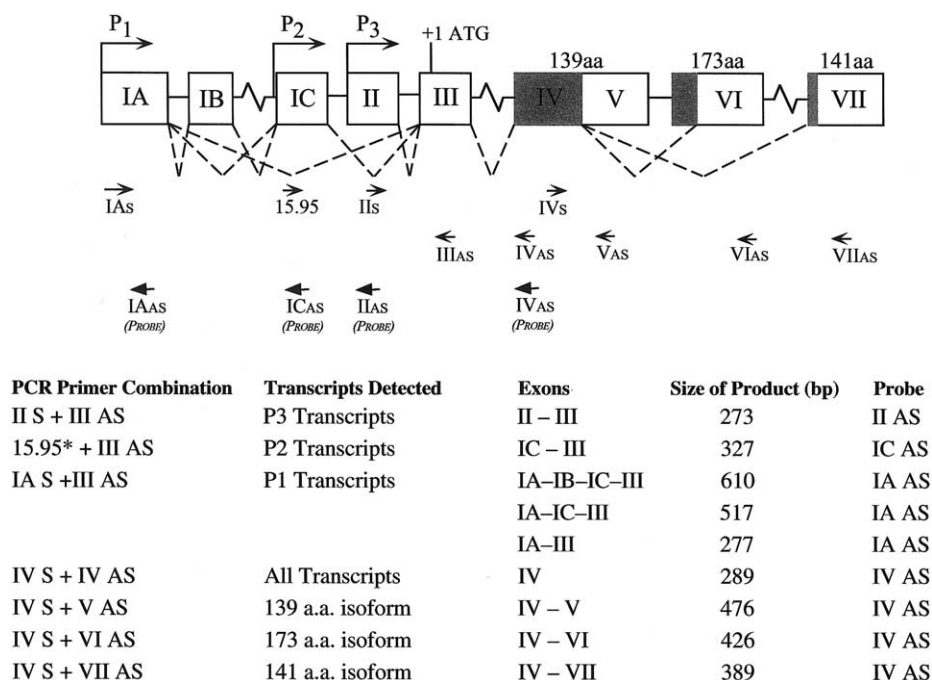 P1 P2 P3 +1 ATG
139aa 173aa 141aa
IA IB IC II III IV V VI VII
IAS 15.95 IIS IVS
IIIAS IVAS VAS VIAS VIIAS
IAAS ICAS IIAS IVAS
(PROBE) (PROBE) (PROBE) (PROBE)
PCR Primer Combination Transcripts Detected Exons Size of Product (bp) Probe
II S + III AS P3 Transcripts II – III 273 II AS
15.95* + III AS P2 Transcripts IC – III 327 IC AS
IA S +III AS P1 Transcripts IA–IB–IC–III 610 IA AS
IA–IC–III 517 IA AS
IA–III 277 IA AS
IV S + IV AS All Transcripts IV 289 IV AS
IV S + V AS 139 a.a. isoform IV – V 476 IV AS
IV S + VI AS 173 a.a. isoform IV – VI 426 IV AS
IV S + VII AS 141 a.a. isoform IV – VII 389 IV AS